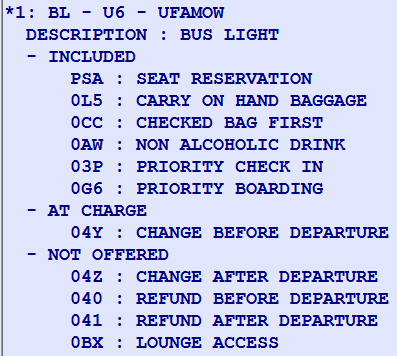 *1: BL - U6 - UFAMOW
DESCRIPTION : BUS LIGHT
- INCLUDED
PSA : SEAT RESERVATION
0L5 : CARRY ON HAND BAGGAGE
0CC : CHECKED BAG FIRST
0AW : NON ALCOHOLIC DRINK
03P : PRIORITY CHECK IN
0G6 : PRIORITY BOARDING
- AT CHARGE
04Y : CHANGE BEFORE DEPARTURE
- NOT OFFERED
04Z : CHANGE AFTER DEPARTURE
040 : REFUND BEFORE DEPARTURE
041 : REFUND AFTER DEPARTURE
0BX : LOUNGE ACCESS